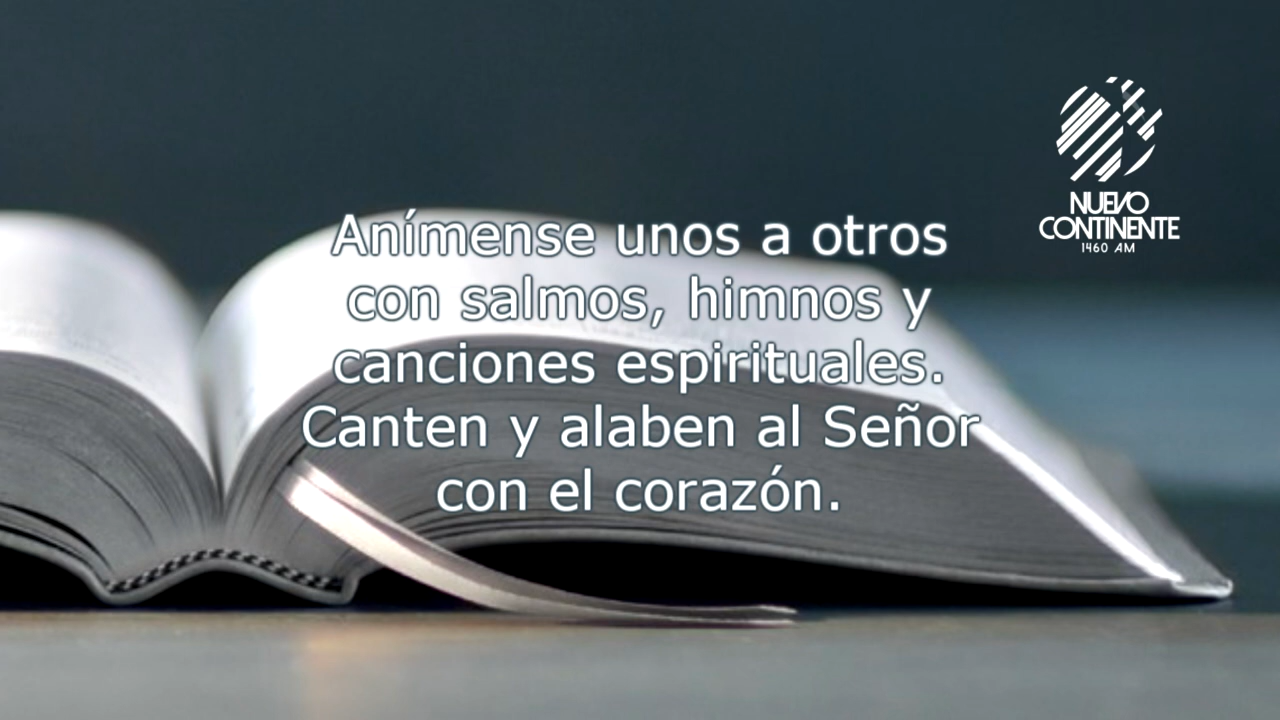 Anímense unos a otros
con salmos, himnos y
canciones espirituales.
Canten y alaben al Señor
con el corazón.
NUEVO
CONTINENTE
1460 AM